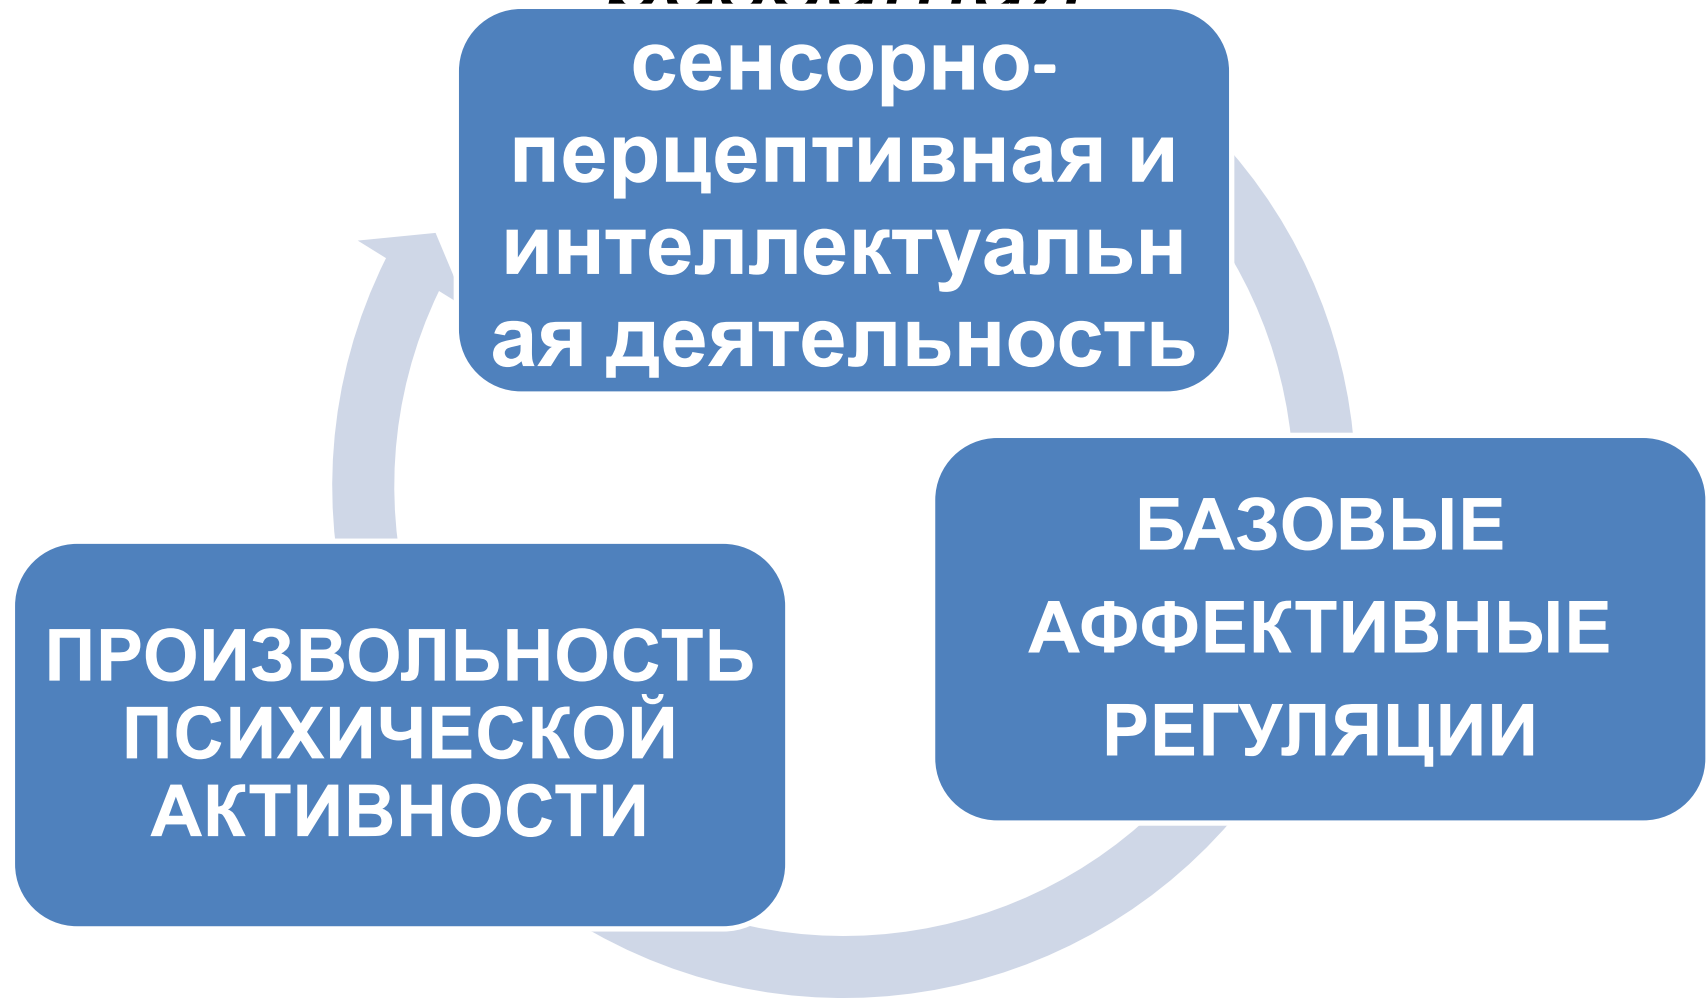 сенсорно-
перцептивная и
интеллектуальн
ая деятельность
БАЗОВЫЕ
АФФЕКТИВНЫЕ
РЕГУЛЯЦИИ
ПРОИЗВОЛЬНОСТЬ
ПСИХИЧЕСКОЙ
АКТИВНОСТИ